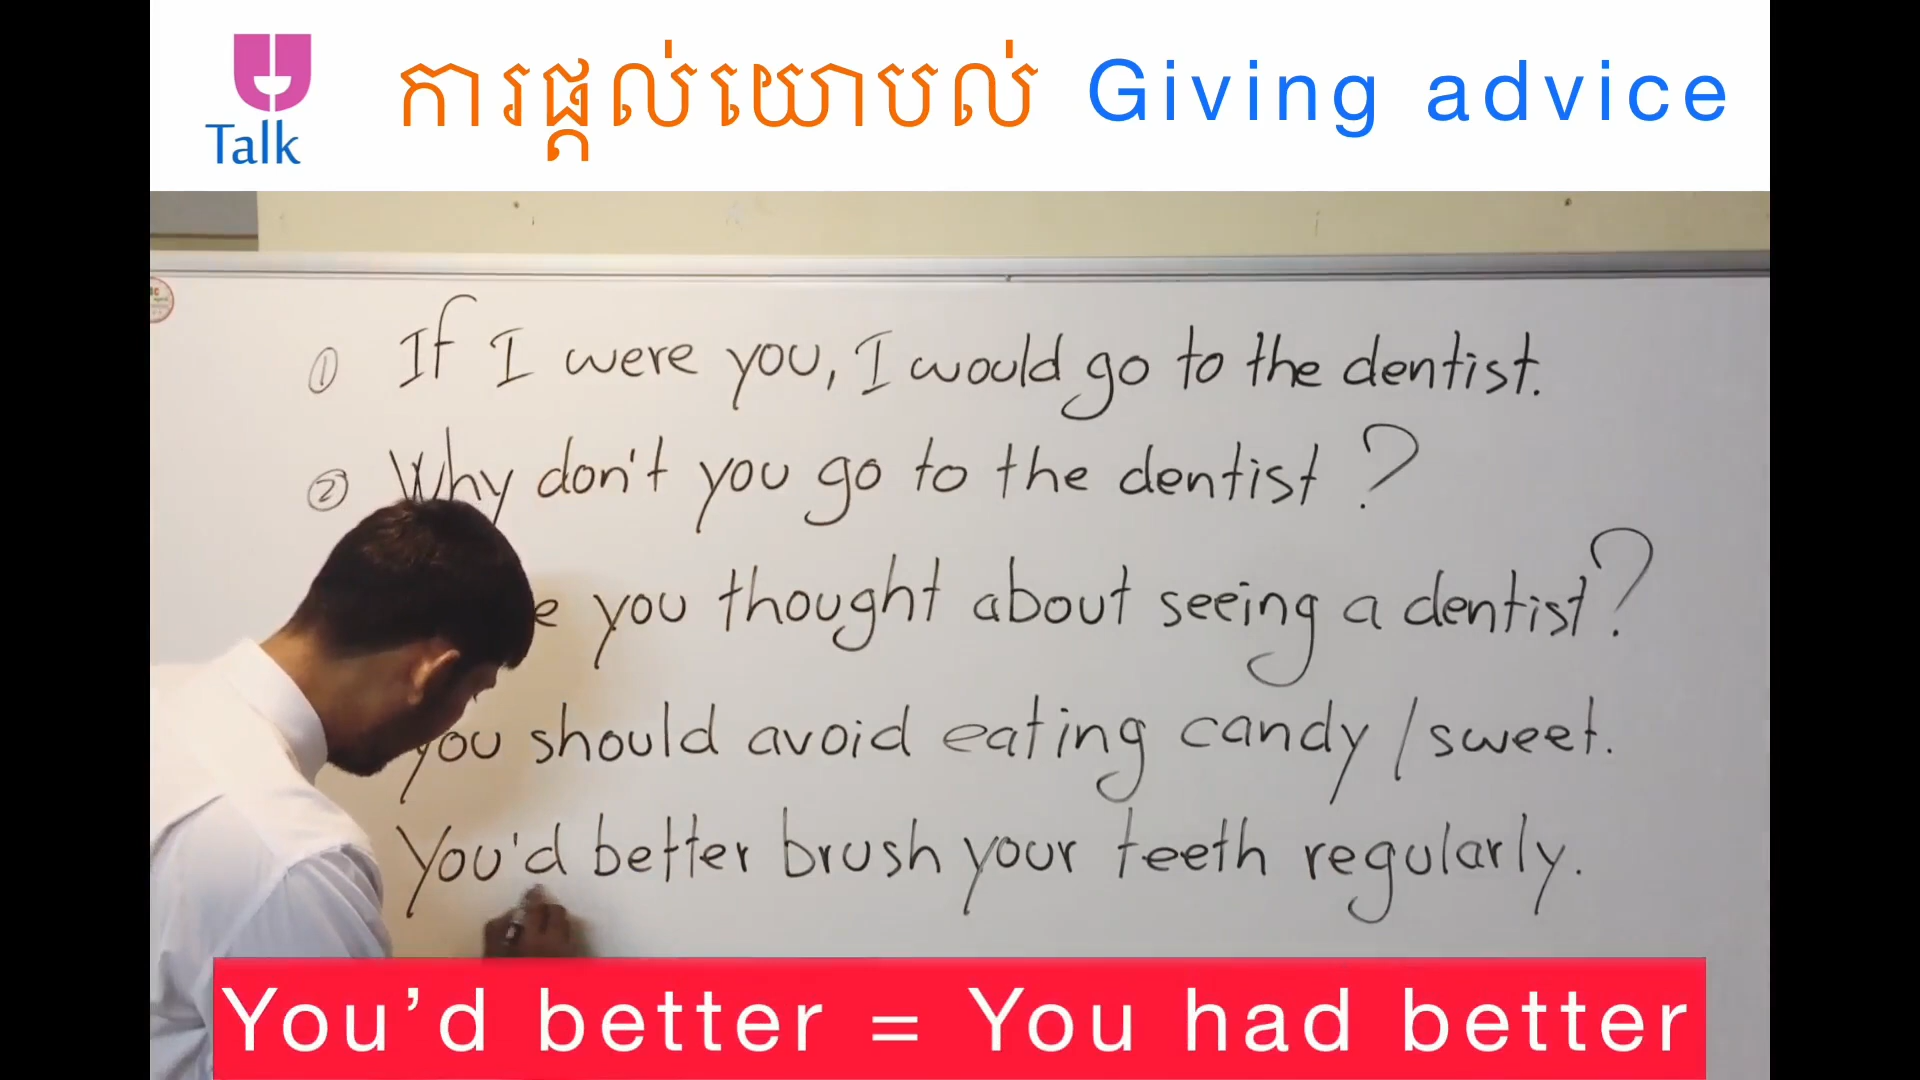 Talk
ការផ្តល់យោបល់ Giving advice
① If I were you, I would go to the dentist.
② Why don't you go to the dentist ?
e you thought about seeing a dentist?
you should avoid eating candy / sweet.
You'd better brush your teeth regularly.
You’d better = You had better